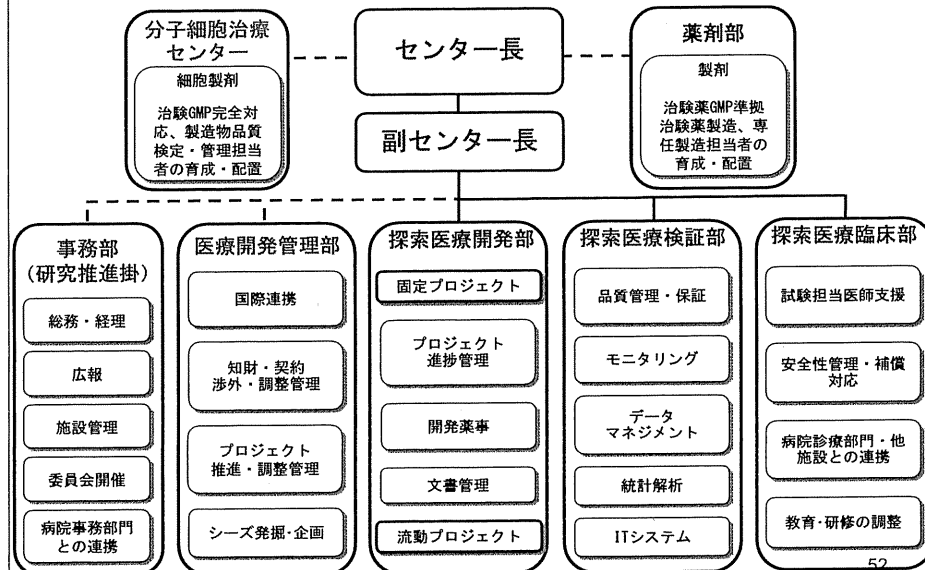 分子細胞治療
センター
細胞製剤
治験GMP完全対
応、製造物品質
検定・管理担当
者の育成・配置
センター長
副センター長
薬剤部
製剤
治験薬GMP準拠
治験薬製造、専
任製造担当者の
育成・配置
事務部
(研究推進掛)
総務・経理
広報
施設管理
委員会開催
病院事務部門
との連携
医療開発管理部
国際連携
知財・契約
渉外・調整管理
プロジェクト
推進・調整管理
シーズ発掘・企画
探索医療開発部
固定プロジェクト
プロジェクト
進捗管理
開発薬事
文書管理
流動プロジェクト
探索医療検証部
品質管理・保証
モニタリング
データ
マネジメント
統計解析
ITシステム
探索医療臨床部
試験担当医師支援
安全性管理・補償
対応
病院診療部門・他
施設との連携
教育・研修の調整
52